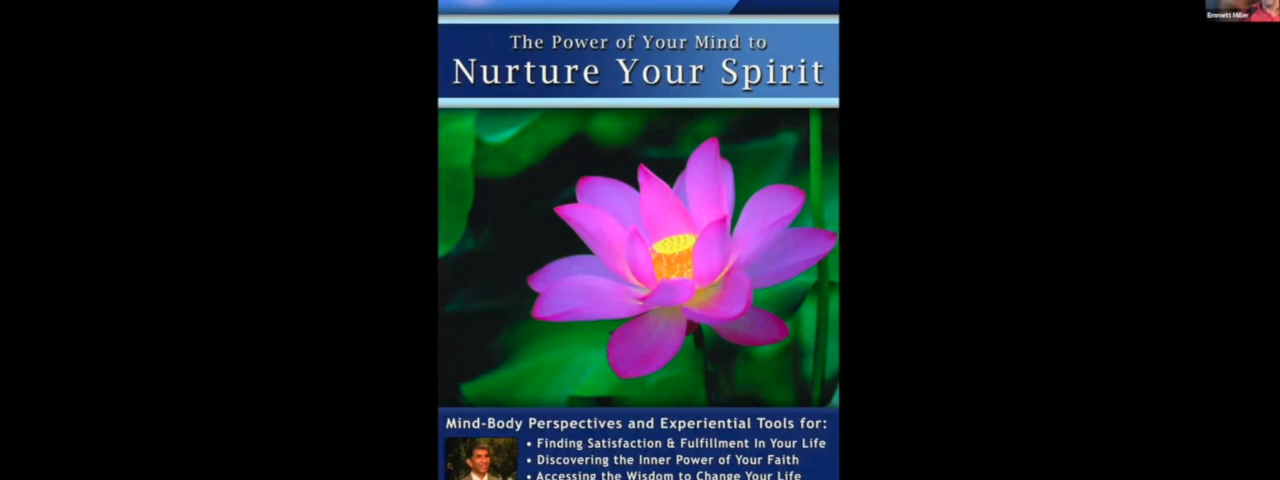 Emmett Miller
The Power of Your Mind to
Nurture Your Spirit
Mind-Body Perspectives and Experiential Tools for:
• Finding Satisfaction & Fulfillment In Your Life
• Discovering the Inner Power of Your Faith
• Accessing the Wisdom to Change Your Life